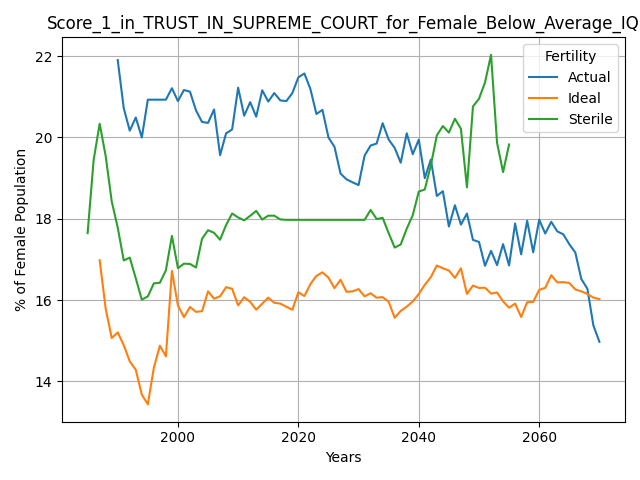 Score_1_in_TRUST_IN_SUPREME_COURT_for_Female_Below_Average_IQ
Fertility
Actual
Ideal
Sterile
% of Female Population
22
20
18
16
14
2000
2020
2040
2060
Years